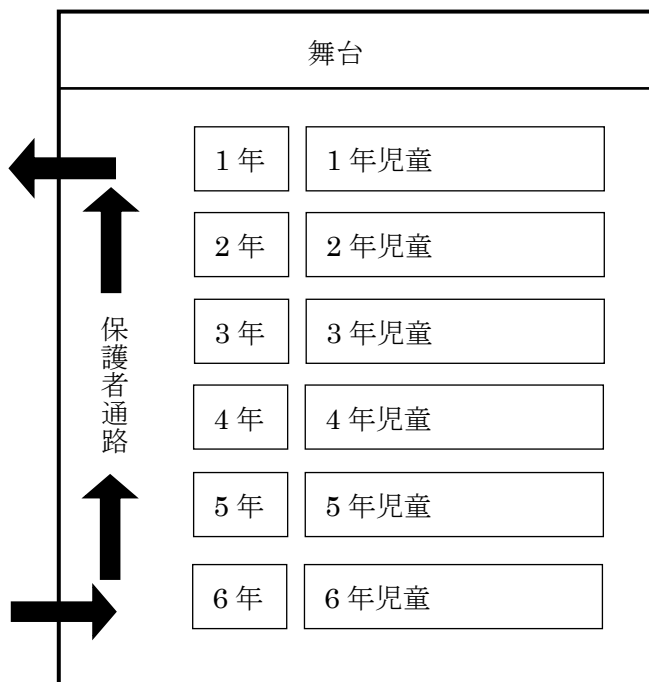 舞台
1年
1年児童
2年
2年児童
3年
3年児童
保護者通路
4年
4年児童
5年
5年児童
6年
6年児童